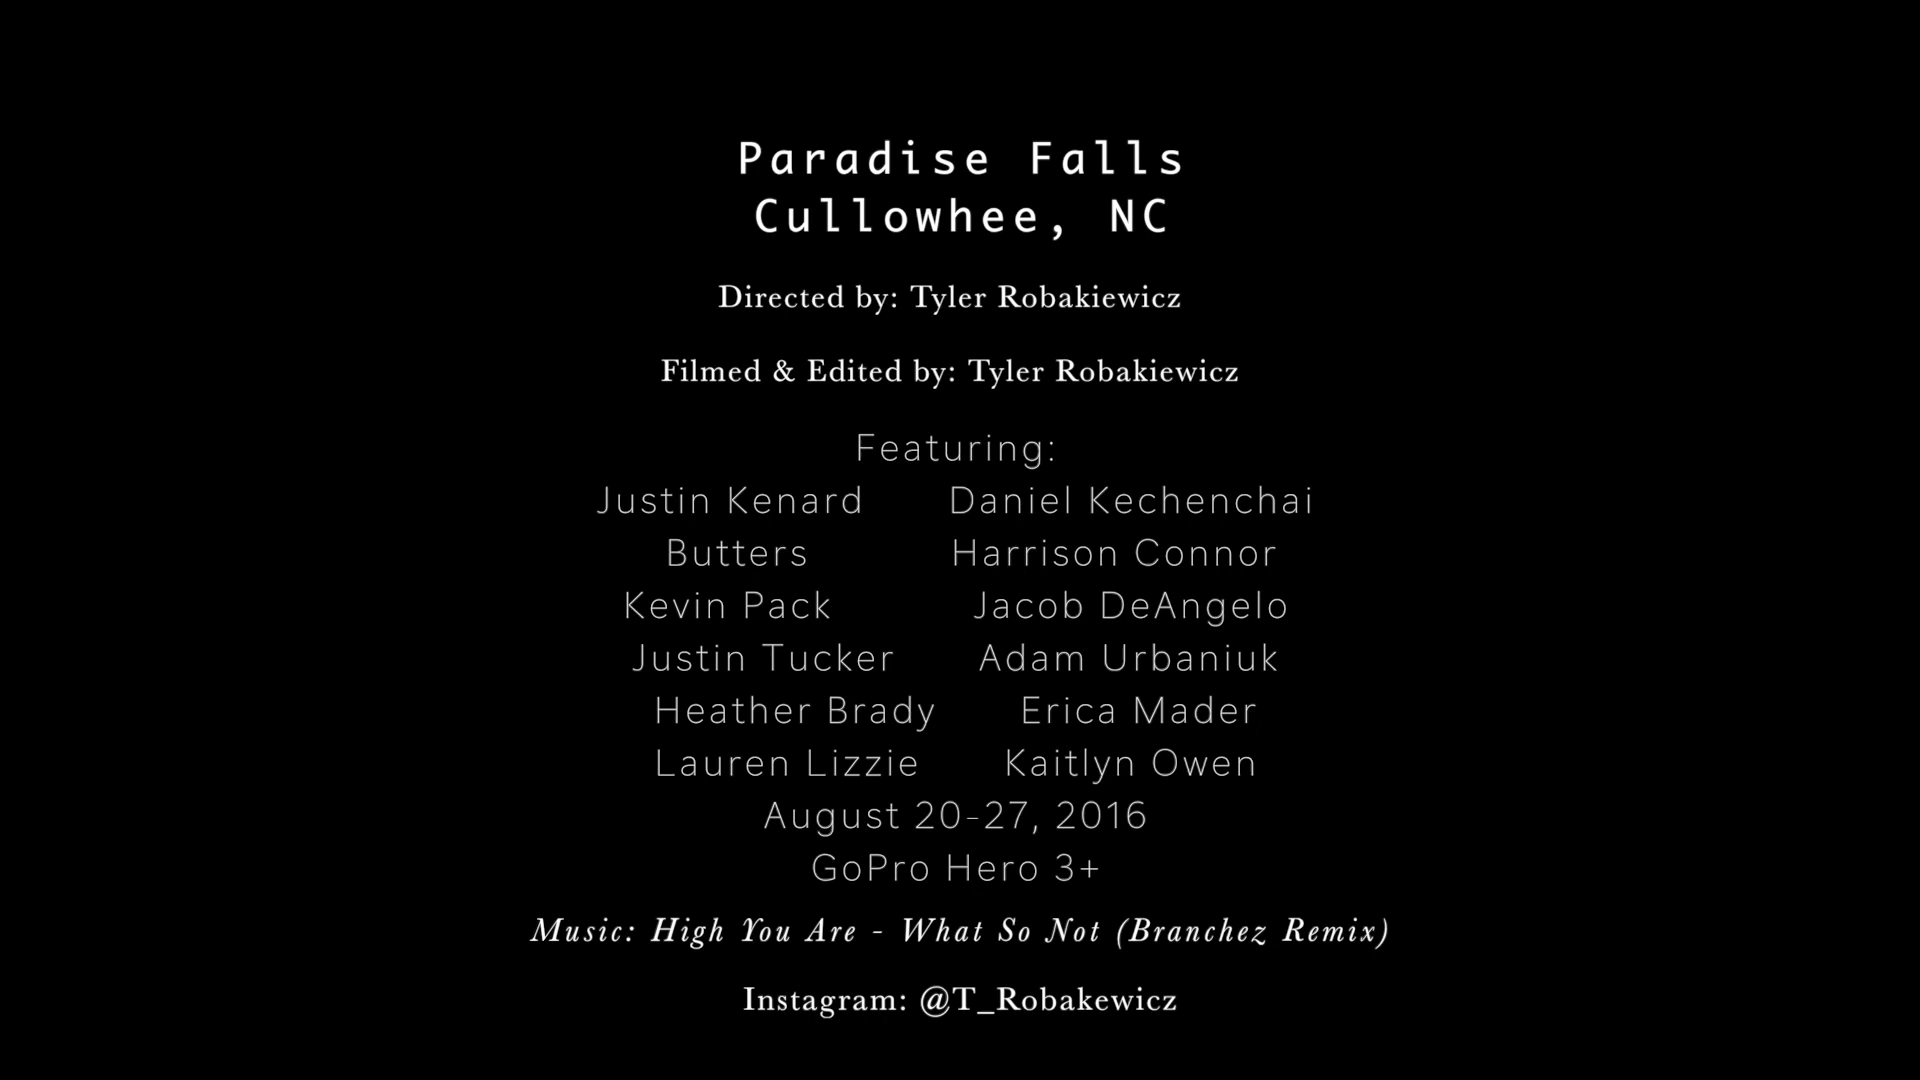 Paradise Falls
Cullowhee, NC
Directed by: Tyler Robakiewicz
Filmed & Edited by: Tyler Robakiewicz
Featuring:
Justin Kenard Daniel Kechenchai
Butters Harrison Connor
Kevin Pack Jacob DeAngelo
Justin Tucker Adam Urbaniuk
Heather Brady Erica Mader
Lauren Lizzie Kaitlyn Owen
August 20-27, 2016
GoPro Hero 3+
Music: High You Are - What So Not (Branchez Remix)
Instagram: @T_Robakewicz